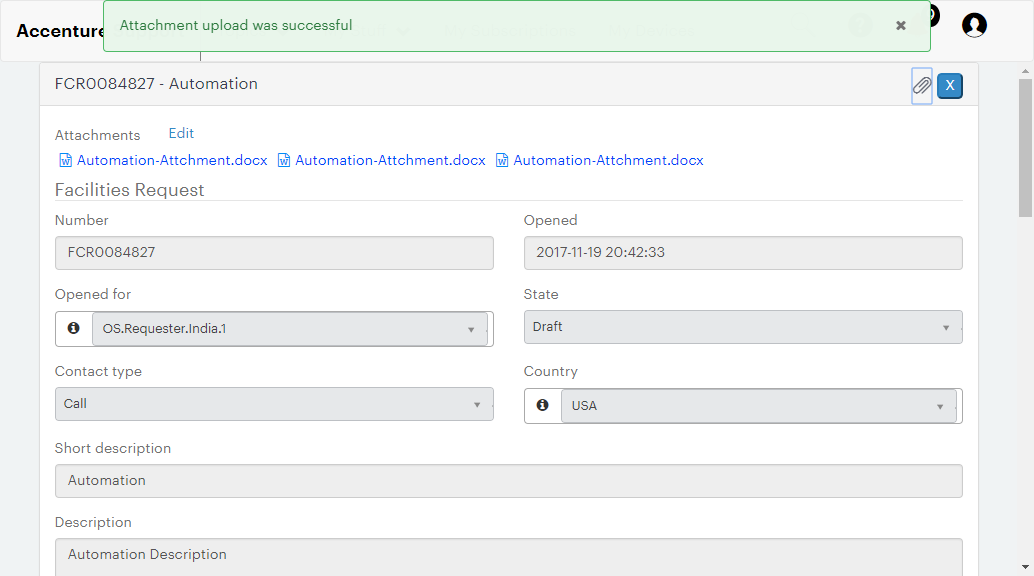 Attachment upload was successful ×
Accenture
FCR0084827 - Automation X
Attachments Edit
Automation-Attchment.docx Automation-Attchment.docx Automation-Attchment.docx
Facilities Request
Number Opened
FCR0084827 2017-11-19 20:42:33
Opened for State
OS.Requester.India.1 Draft
Contact type Country
Call USA
Short description
Automation
Description
Automation Description